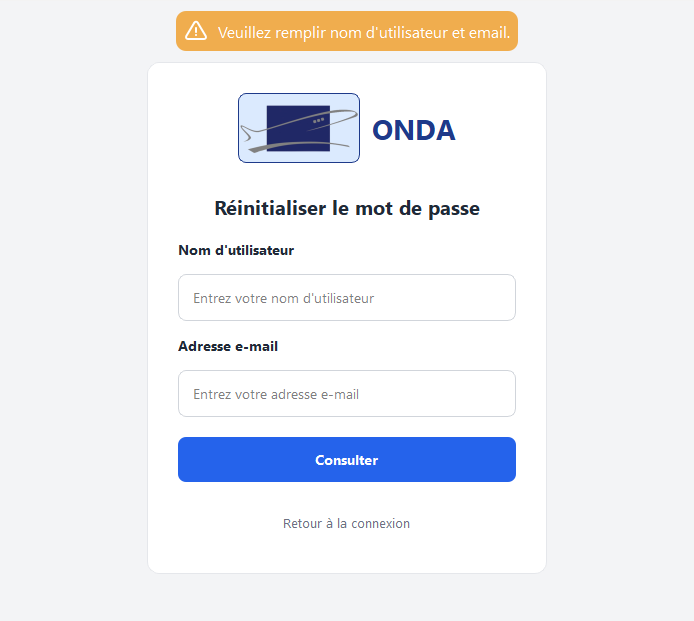 Veuillez remplir nom d'utilisateur et email.
ONDA
Réinitialiser le mot de passe
Nom d'utilisateur
Entrez votre nom d'utilisateur
Adresse e-mail
Entrez votre adresse e-mail
Consulter
Retour à la connexion